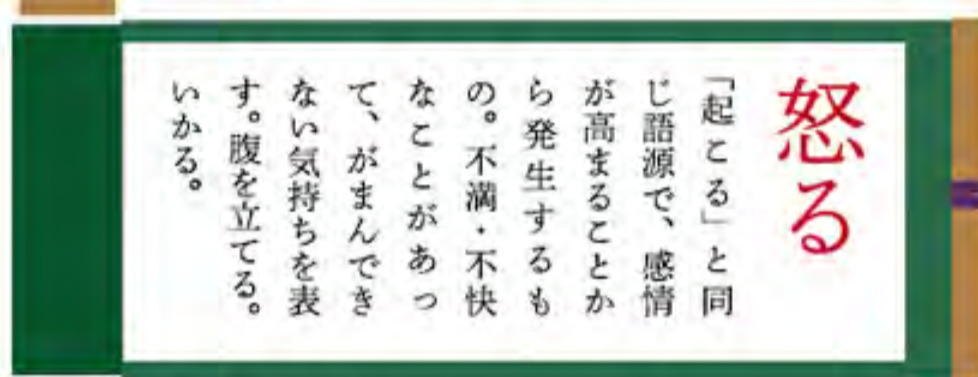 怒る
「起こる」と同
じ語源で、感情
が高まることか
ら発生するも
の。不満・不快
なことがあっ
て、がまんでき
ない気持ちを表
す。腹を立てる。
いかる。